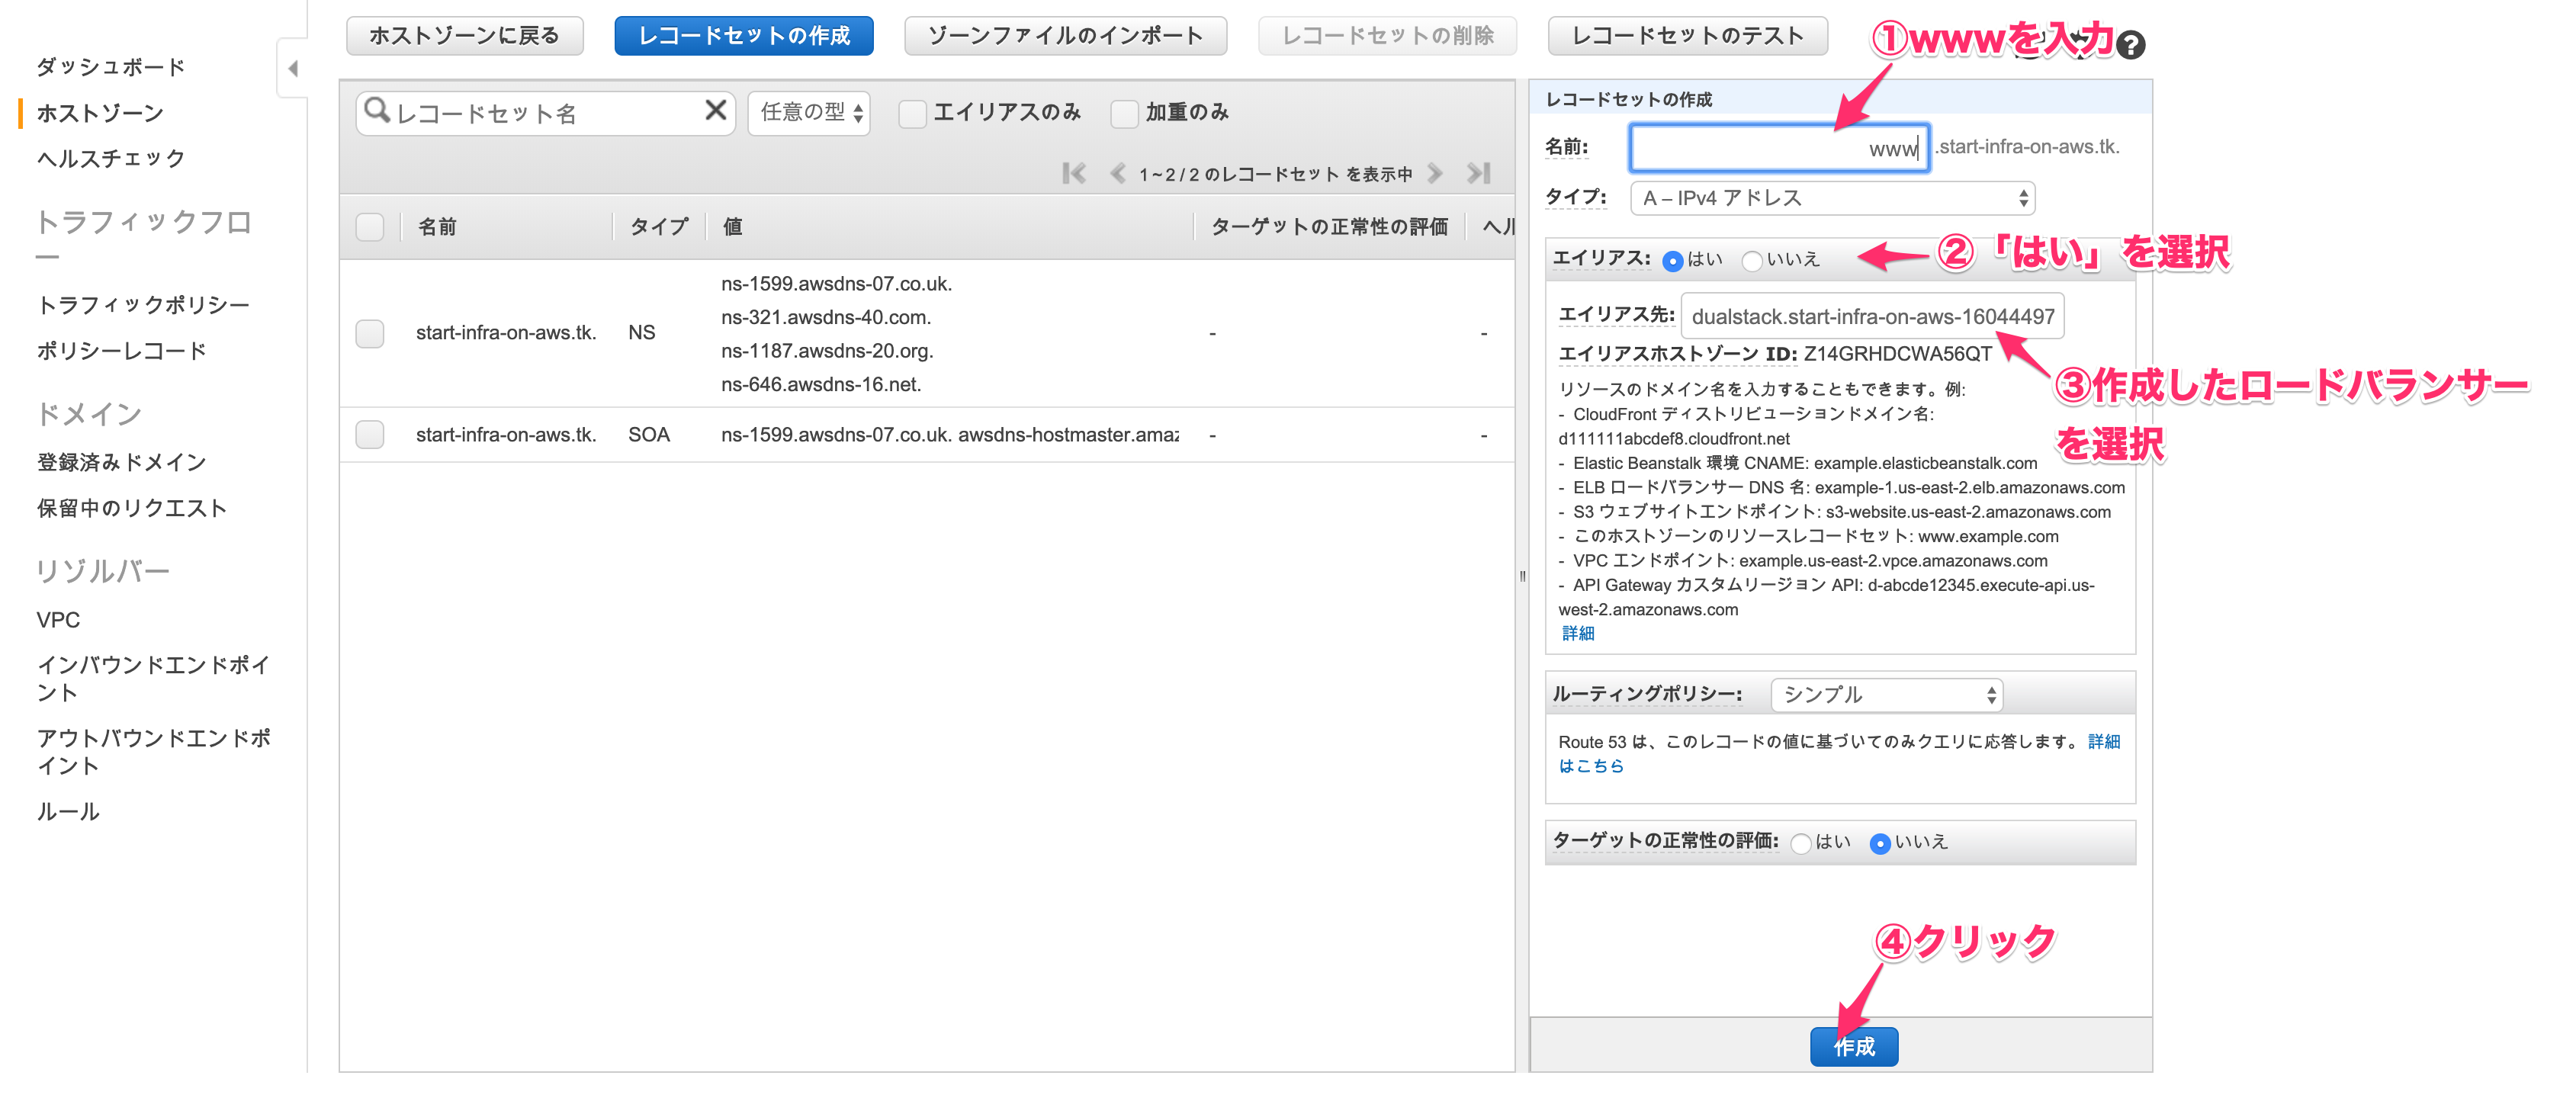 ホストゾーンに戻る
レコードセットの作成
ゾーンファイルのインポート
レコードセットの削除
レコードセットのテスト
①wwwを入力
?
ダッシュボード
ホストゾーン
ヘルスチェック
トラフィックフロ
ー
トラフィックポリシー
ポリシーレコード
ドメイン
登録済みドメイン
保留中のリクエスト
リゾルバー
VPC
インバウンドエンドポイ
ント
アウトバウンドエンドポ
イント
ルール
レコードセット名
任意の型
エイリアスのみ
加重のみ
1~2 / 2 のレコードセット を表示中
名前 タイプ 値 ターゲットの正常性の評価 ヘル
start-infra-on-aws.tk. NS
ns-1599.awsdns-07.co.uk.
ns-321.awsdns-40.com.
ns-1187.awsdns-20.org.
ns-646.awsdns-16.net.
- -
start-infra-on-aws.tk. SOA ns-1599.awsdns-07.co.uk. awsdns-hostmaster.amaz - -
レコードセットの作成
名前: www .start-infra-on-aws.tk.
タイプ: A – IPv4 アドレス
エイリアス: はい いいえ
②「はい」を選択
エイリアス先: dualstack.start-infra-on-aws-16044497
エイリアスホストゾーン ID: Z14GRHDCWA56QT
③作成したロードバランサー
を選択
リソースのドメイン名を入力することもできます。例:
- CloudFront ディストリビューションドメイン名:
d111111abcdef8.cloudfront.net
- Elastic Beanstalk 環境 CNAME: example.elasticbeanstalk.com
- ELB ロードバランサー DNS 名: example-1.us-east-2.elb.amazonaws.com
- S3 ウェブサイトエンドポイント: s3-website.us-east-2.amazonaws.com
- このホストゾーンのリソースレコードセット: www.example.com
- VPC エンドポイント: example.us-east-2.vpce.amazonaws.com
- API Gateway カスタムリージョン API: d-abcde12345.execute-api.us-
west-2.amazonaws.com
詳細
ルーティングポリシー: シンプル
Route 53 は、このレコードの値に基づいてのみクエリに応答します。 詳細
はこちら
ターゲットの正常性の評価: はい いいえ
④クリック
作成